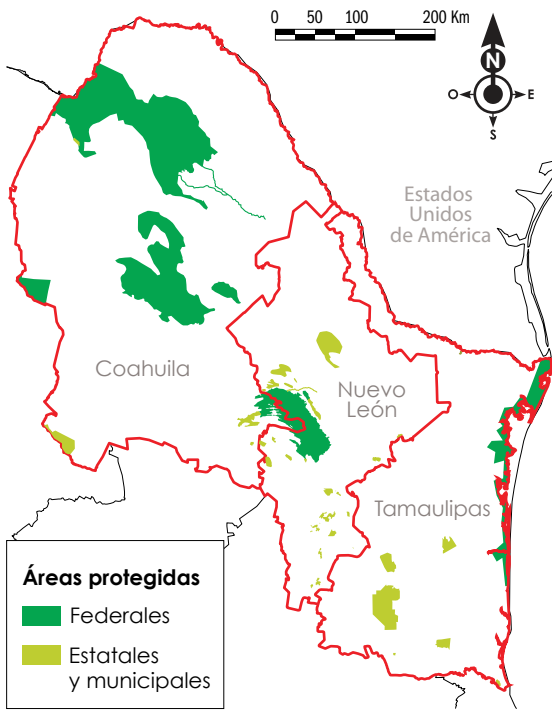 0 50 100 200 Km
N
O E
S
Estados
Unidos
de América
Coahuila
Nuevo
León
Tamaulipas
Áreas protegidas
Federales
Estatales
y municipales